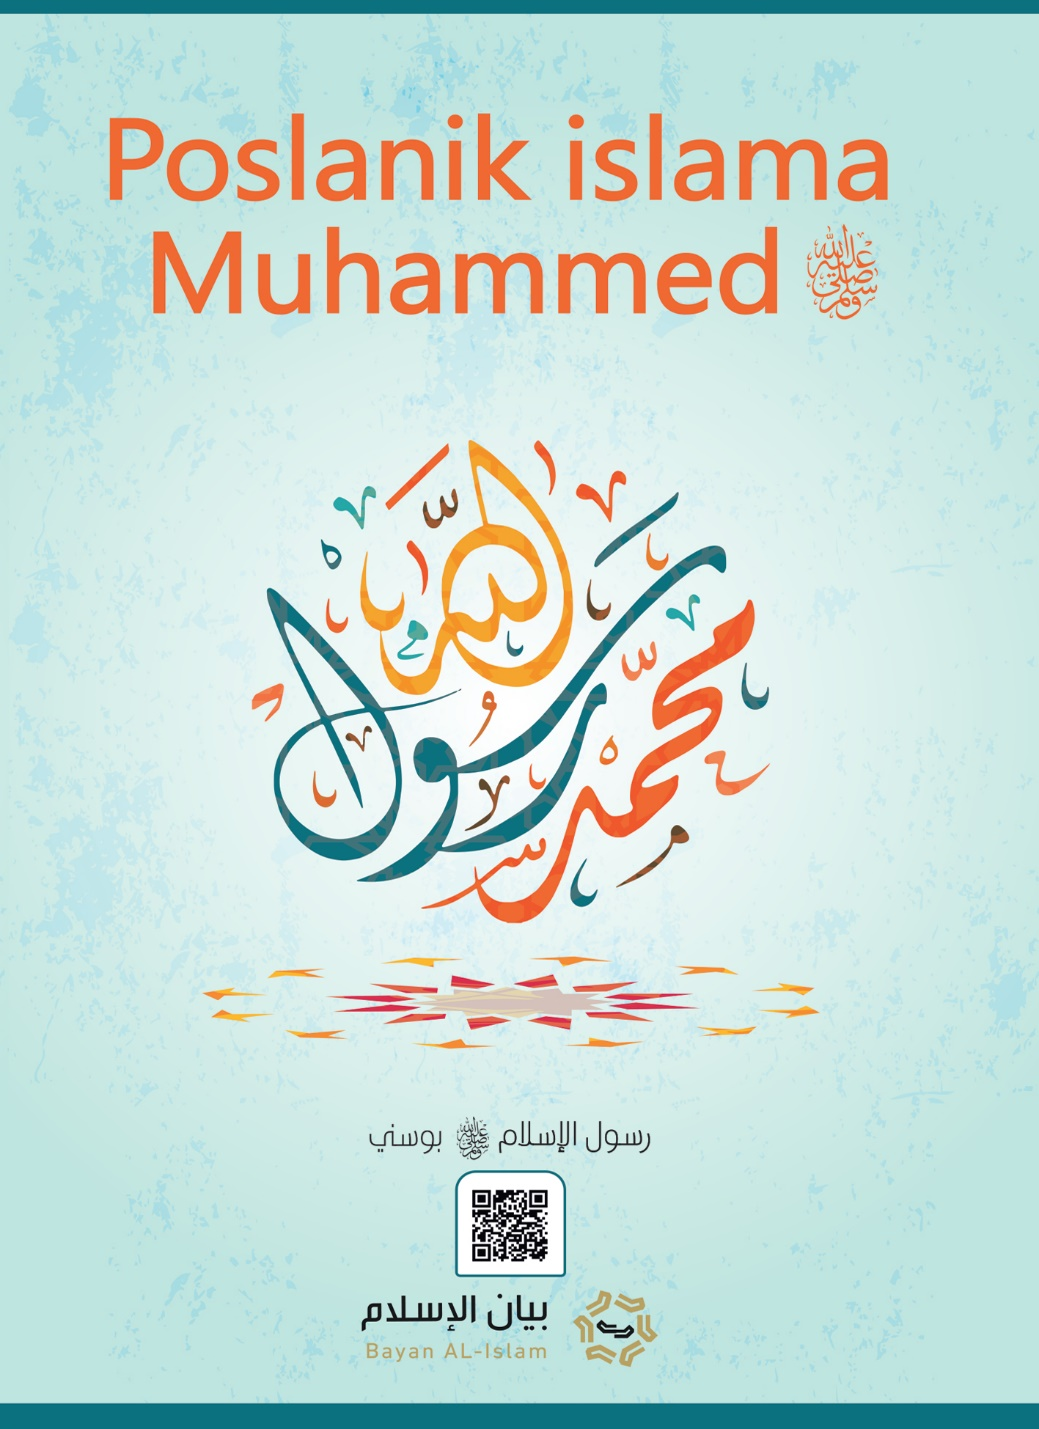 Poslanik islama
Muhammed ﷺ
محمد رسول الله
رسول الإسلام ﷺ بوسني
بيان الإسلام
Bayan AL-Islam